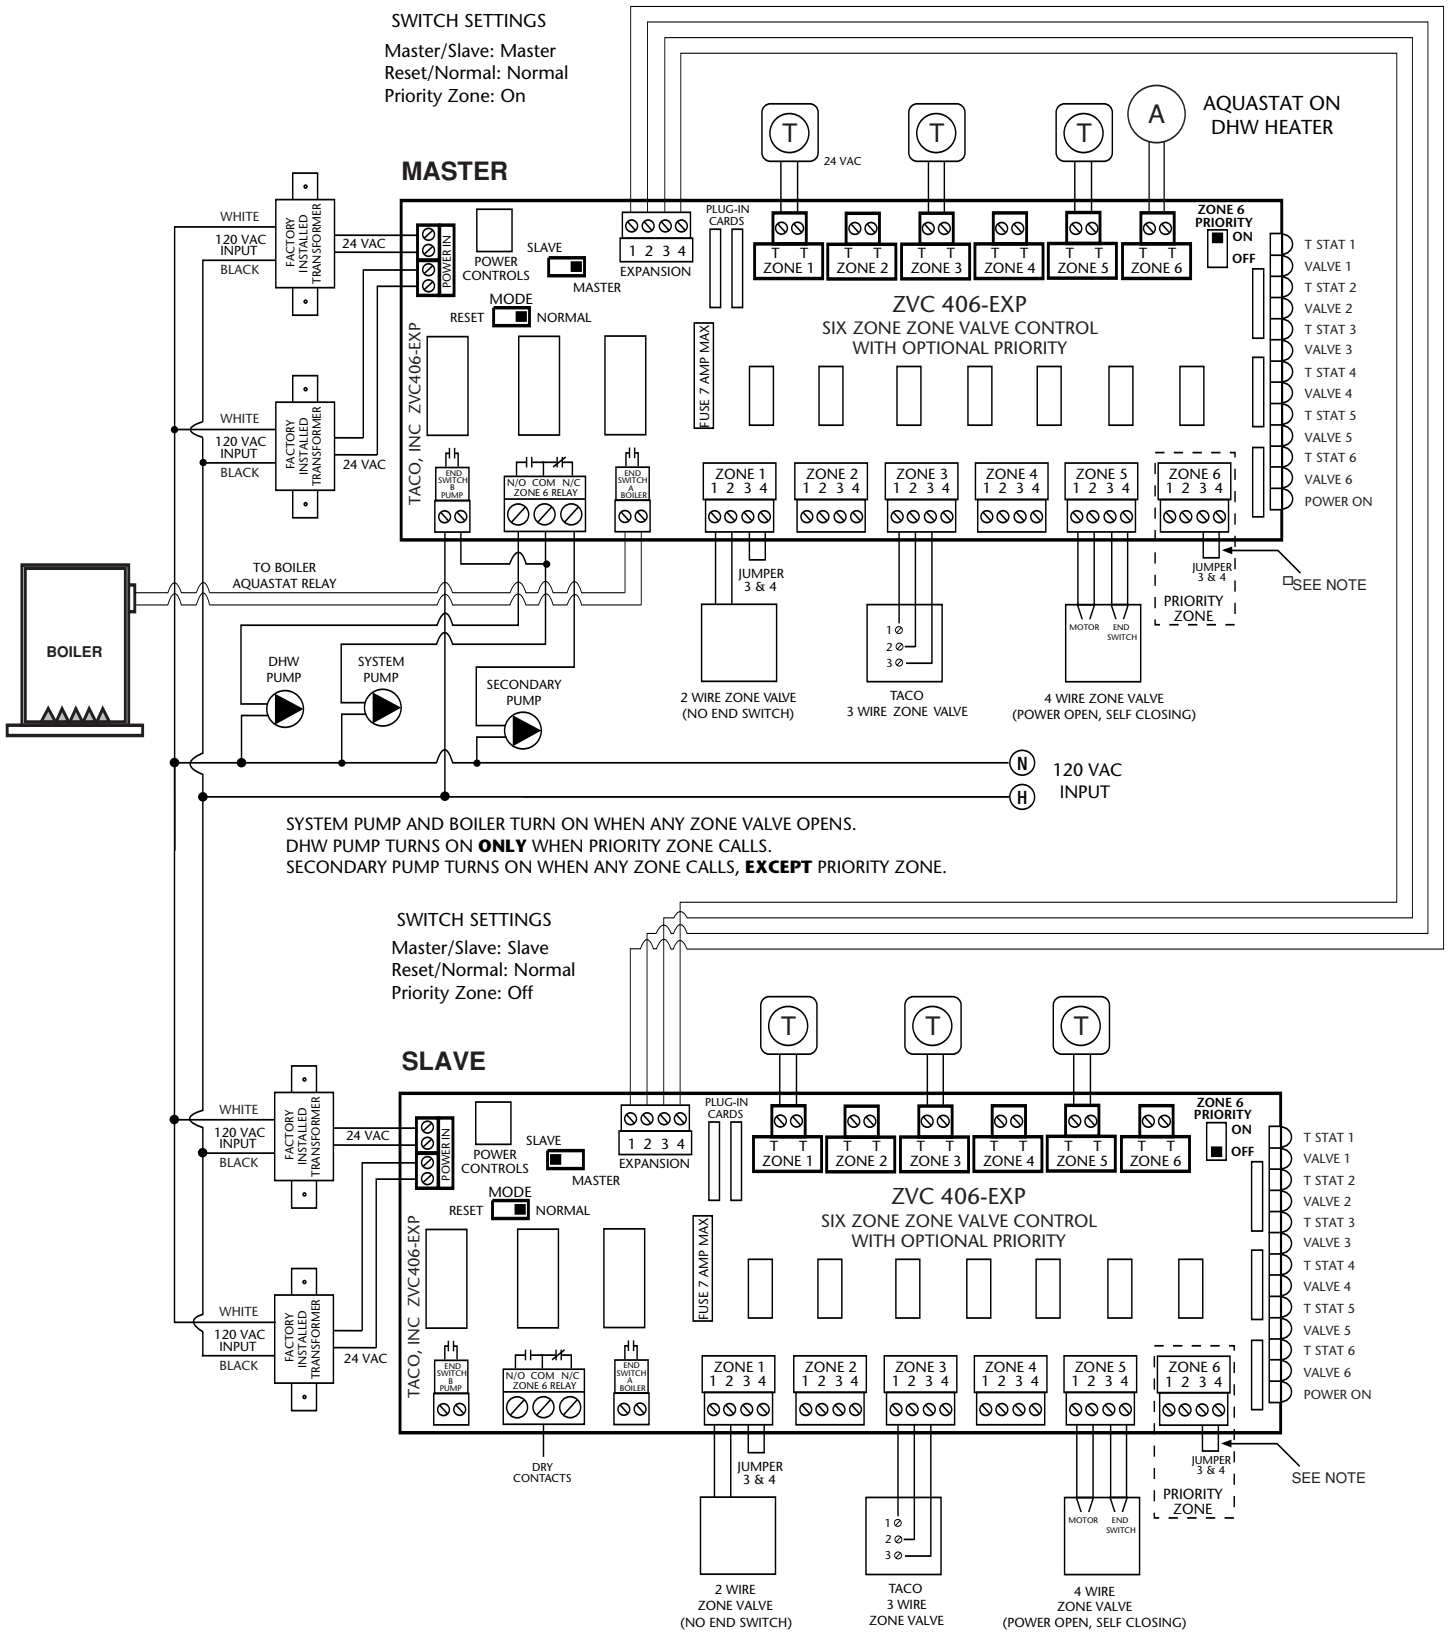 SWITCH SETTINGS
Master/Slave: Master
Reset/Normal: Normal
Priority Zone: On
T
T
T
A
AQUASTAT ON
DHW HEATER
24 VAC
MASTER
WHITE
120 VAC
INPUT
BLACK
FACTORY
INSTALLED
TRANSFORMER
24 VAC
POWER IN
POWER
CONTROLS
SLAVE
MASTER
1 2 3 4
EXPANSION
PLUG-IN
CARDS
T T
ZONE 1
T T
ZONE 2
T T
ZONE 3
T T
ZONE 4
T T
ZONE 5
T T
ZONE 6
ZONE 6
PRIORITY
ON
OFF
T STAT 1
VALVE 1
T STAT 2
VALVE 2
T STAT 3
VALVE 3
T STAT 4
VALVE 4
T STAT 5
VALVE 5
T STAT 6
VALVE 6
POWER ON
MODE
RESET
NORMAL
ZVC 406-EXP
SIX ZONE ZONE VALVE CONTROL
WITH OPTIONAL PRIORITY
TACO, INC ZVC406-EXP
FUSE 7 AMP MAX
WHITE
120 VAC
INPUT
BLACK
FACTORY
INSTALLED
TRANSFORMER
24 VAC
END
SWITCH
B
PUMP
N/O COM N/C
ZONE 6 RELAY
END
SWITCH
A
BOILER
ZONE 1
1 2 3 4
ZONE 2
1 2 3 4
ZONE 3
1 2 3 4
ZONE 4
1 2 3 4
ZONE 5
1 2 3 4
ZONE 6
1 2 3 4
JUMPER
3 & 4
JUMPER
3 & 4
SEE NOTE
PRIORITY
ZONE
TO BOILER
AQUASTAT RELAY
BOILER
DHW
PUMP
SYSTEM
PUMP
SECONDARY
PUMP
1
2
3
MOTOR
END
SWITCH
2 WIRE ZONE VALVE
(NO END SWITCH)
TACO
3 WIRE ZONE VALVE
4 WIRE ZONE VALVE
(POWER OPEN, SELF CLOSING)
N
H
120 VAC
INPUT
SYSTEM PUMP AND BOILER TURN ON WHEN ANY ZONE VALVE OPENS.
DHW PUMP TURNS ON ONLY WHEN PRIORITY ZONE CALLS.
SECONDARY PUMP TURNS ON WHEN ANY ZONE CALLS, EXCEPT PRIORITY ZONE.
SWITCH SETTINGS
Master/Slave: Slave
Reset/Normal: Normal
Priority Zone: Off
T
T
T
SLAVE
WHITE
120 VAC
INPUT
BLACK
FACTORY
INSTALLED
TRANSFORMER
24 VAC
POWER IN
POWER
CONTROLS
SLAVE
MASTER
1 2 3 4
EXPANSION
PLUG-IN
CARDS
T T
ZONE 1
T T
ZONE 2
T T
ZONE 3
T T
ZONE 4
T T
ZONE 5
T T
ZONE 6
ZONE 6
PRIORITY
ON
OFF
T STAT 1
VALVE 1
T STAT 2
VALVE 2
T STAT 3
VALVE 3
T STAT 4
VALVE 4
T STAT 5
VALVE 5
T STAT 6
VALVE 6
POWER ON
MODE
RESET
NORMAL
ZVC 406-EXP
SIX ZONE ZONE VALVE CONTROL
WITH OPTIONAL PRIORITY
TACO, INC ZVC406-EXP
FUSE 7 AMP MAX
WHITE
120 VAC
INPUT
BLACK
FACTORY
INSTALLED
TRANSFORMER
24 VAC
END
SWITCH
B
PUMP
N/O COM N/C
ZONE 6 RELAY
END
SWITCH
A
BOILER
ZONE 1
1 2 3 4
ZONE 2
1 2 3 4
ZONE 3
1 2 3 4
ZONE 4
1 2 3 4
ZONE 5
1 2 3 4
ZONE 6
1 2 3 4
DRY
CONTACTS
JUMPER
3 & 4
JUMPER
3 & 4
SEE NOTE
PRIORITY
ZONE
1
2
3
MOTOR
END
SWITCH
2 WIRE
ZONE VALVE
(NO END SWITCH)
TACO
3 WIRE
ZONE VALVE
4 WIRE
ZONE VALVE
(POWER OPEN, SELF CLOSING)